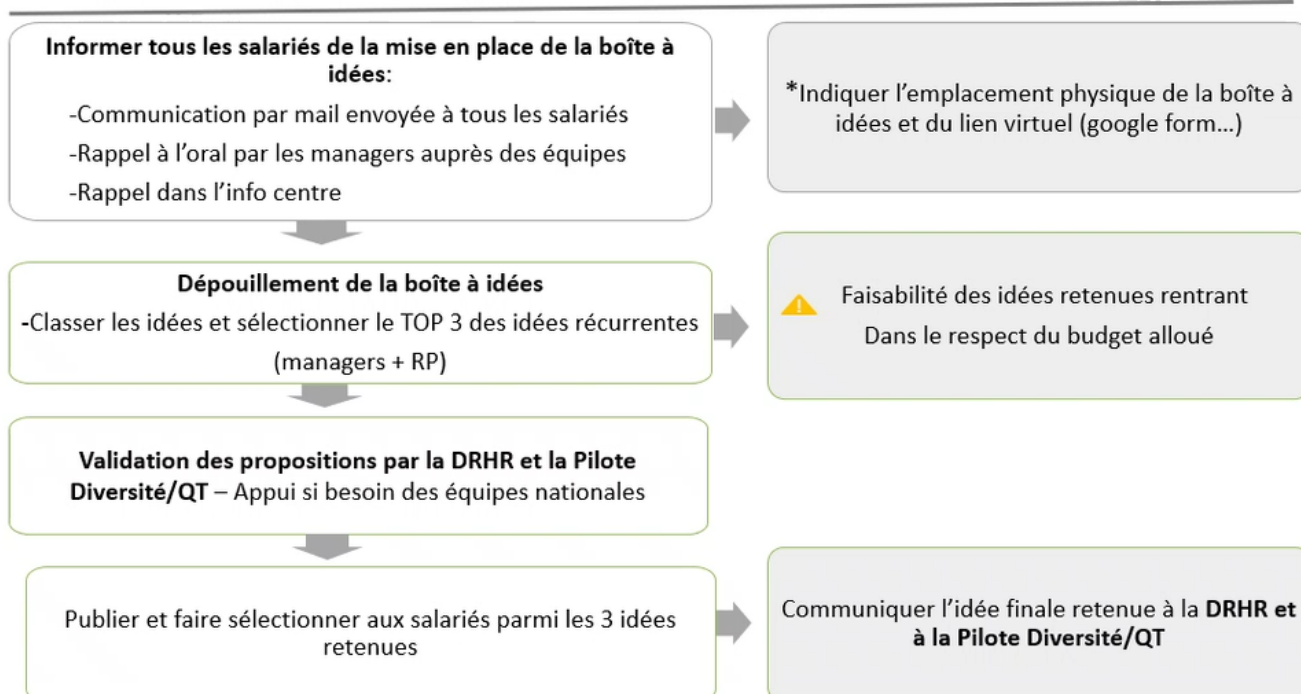 Informer tous les salariés de la mise en place de la boîte à
idées:
-Communication par mail envoyée à tous les salariés
-Rappel à l'oral par les managers auprès des équipes
-Rappel dans l'info centre
*Indiquer l'emplacement physique de la boîte à
idées et du lien virtuel (google form...)
Dépouillement de la boîte à idées
-Classer les idées et sélectionner le TOP 3 des idées récurrentes
(managers + RP)
Faisabilité des idées retenues rentrant
Dans le respect du budget alloué
Validation des propositions par la DRHR et la Pilote
Diversité/QT – Appui si besoin des équipes nationales
Publier et faire sélectionner aux salariés parmi les 3 idées
retenues
Communiquer l'idée finale retenue à la DRHR et
à la Pilote Diversité/QT